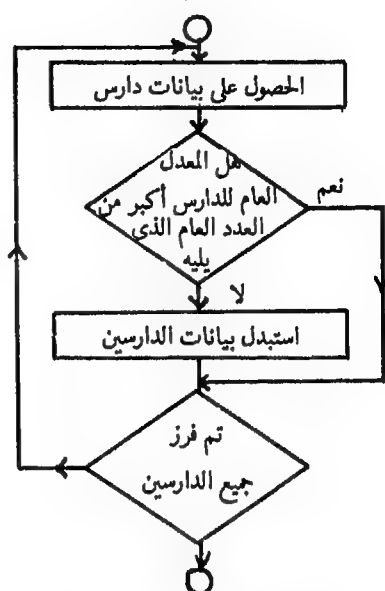 الحصول على بيانات دارس
هل المعدل
العام للدارس أكبر من
العدد العام الذى
يليه
نعم
لا
استبدل بيانات الدارسين
تم فرز
جميع الدارسين